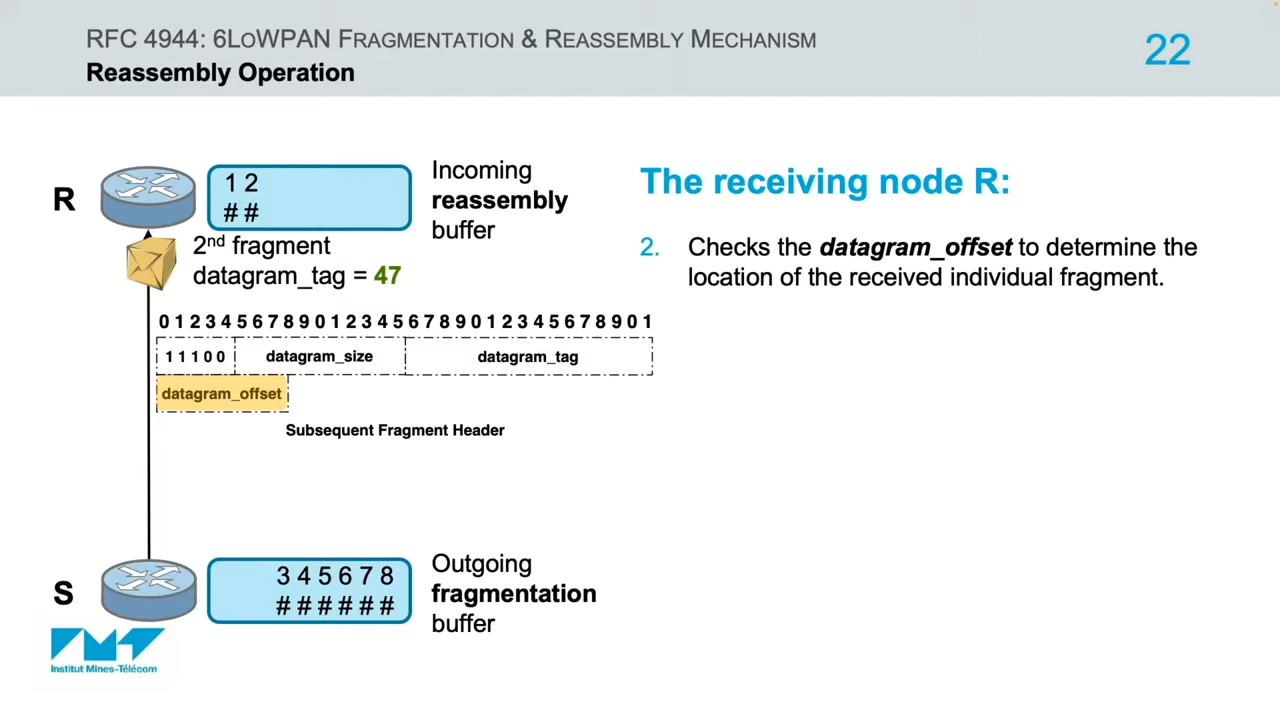 RFC 4944: 6LoWPAN Fragmentation & Reassembly Mechanism
Reassembly Operation
22
R
1 2
# #
Incoming
reassembly
buffer
2nd fragment
datagram_tag = 47
The receiving node R:
2. Checks the datagram_offset to determine the
location of the received individual fragment.
0 1 2 3 4 5 6 7 8 9 0 1 2 3 4 5 6 7 8 9 0 1 2 3 4 5 6 7 8 9 0 1
1 1 1 0 0 datagram_size datagram_tag
datagram_offset
Subsequent Fragment Header
S
3 4 5 6 7 8
# # # # # #
Outgoing
fragmentation
buffer
Institut Mines-Télécom